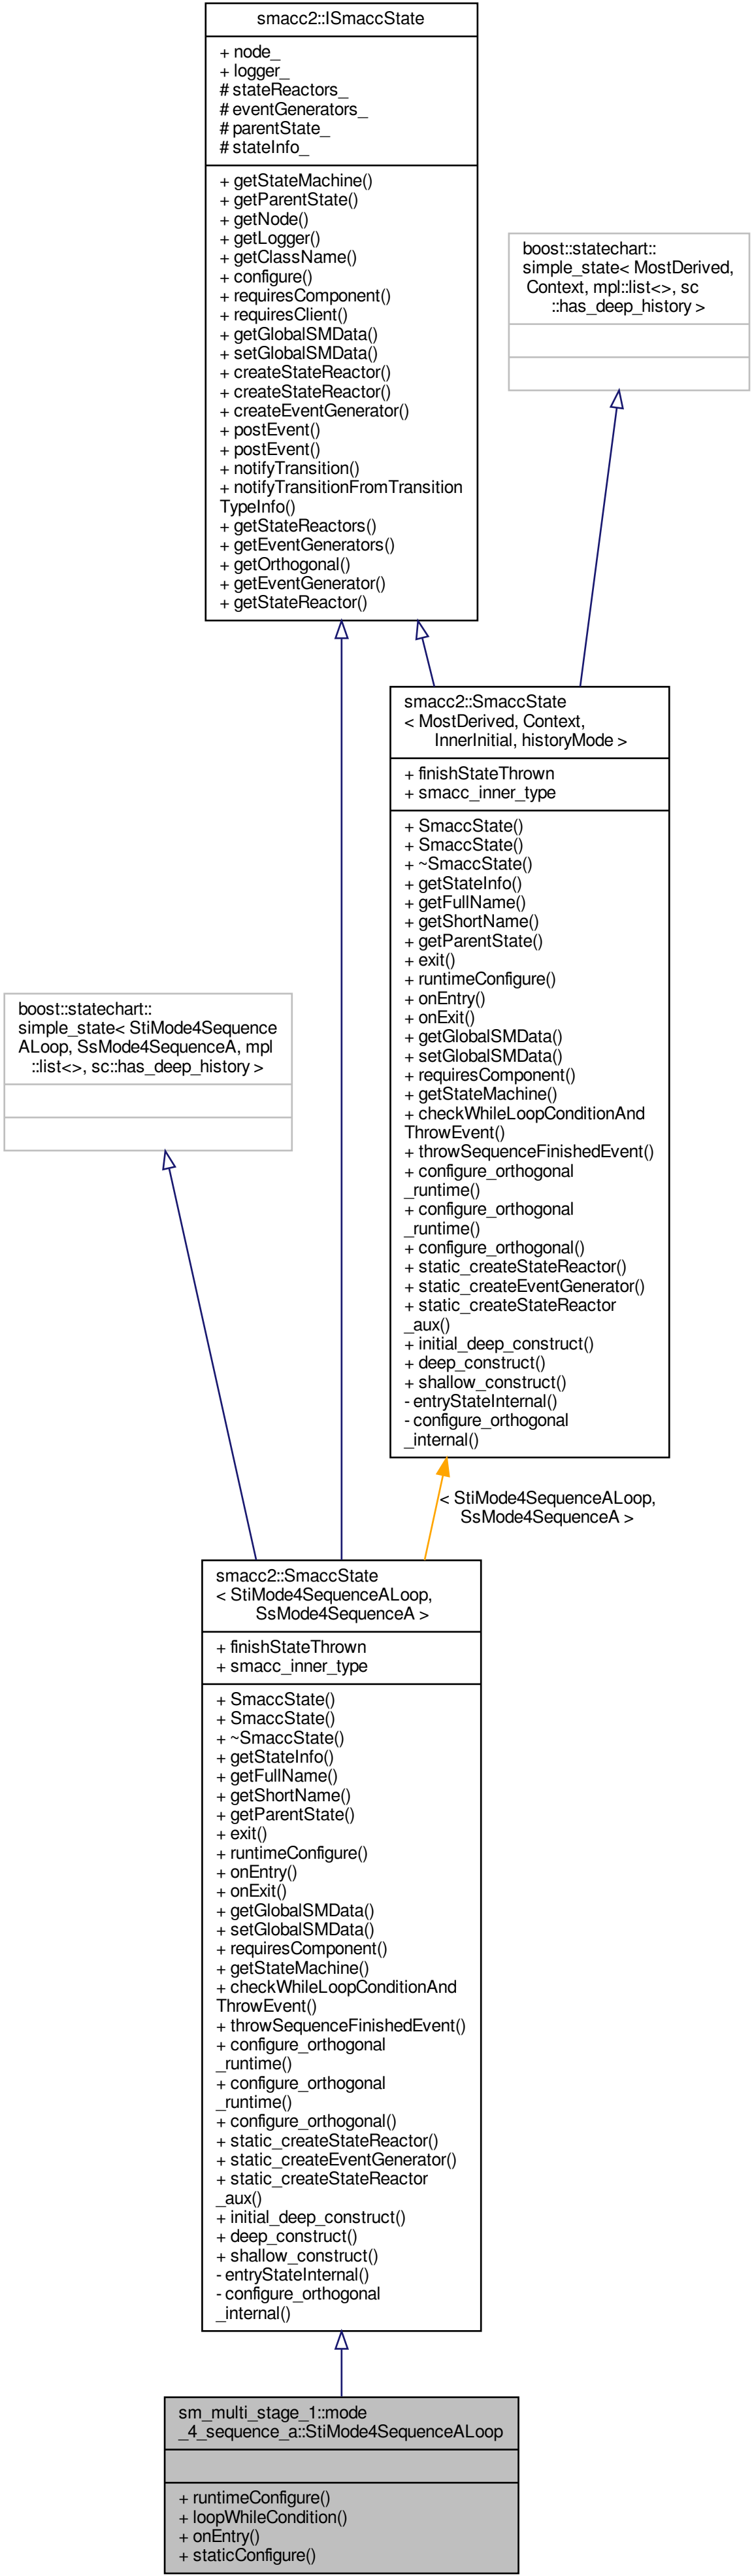 smacc2::ISmaccState
+ node_
+ logger_
# stateReactors_
# eventGenerators_
# parentState_
# stateInfo_
+ getStateMachine()
+ getParentState()
+ getNode()
+ getLogger()
+ getClassName()
+ configure()
+ requiresComponent()
+ requiresClient()
+ getGlobalSMData()
+ setGlobalSMData()
+ createStateReactor()
+ createStateReactor()
+ createEventGenerator()
+ postEvent()
+ postEvent()
+ notifyTransition()
+ notifyTransitionFromTransition
TypeInfo()
+ getStateReactors()
+ getEventGenerators()
+ getOrthogonal()
+ getEventGenerator()
+ getStateReactor()
boost::statechart::
simple_state< MostDerived,
Context, mpl::list<>, sc
::has_deep_history >
smacc2::SmaccState
< MostDerived, Context,
InnerInitial, historyMode >
+ finishStateThrown
+ smacc_inner_type
+ SmaccState()
+ SmaccState()
+ ~SmaccState()
+ getStateInfo()
+ getFullName()
+ getShortName()
+ getParentState()
+ exit()
+ runtimeConfigure()
+ onEntry()
+ onExit()
+ getGlobalSMData()
+ setGlobalSMData()
+ requiresComponent()
+ getStateMachine()
+ checkWhileLoopConditionAnd
ThrowEvent()
+ throwSequenceFinishedEvent()
+ configure_orthogonal
_runtime()
+ configure_orthogonal
_runtime()
+ configure_orthogonal()
+ static_createStateReactor()
+ static_createEventGenerator()
+ static_createStateReactor
_aux()
+ initial_deep_construct()
+ deep_construct()
+ shallow_construct()
- entryStateInternal()
- configure_orthogonal
_internal()
boost::statechart::
simple_state< StiMode4Sequence
ALoop, SsMode4SequenceA, mpl
::list<>, sc::has_deep_history >
< StiMode4SequenceALoop,
SsMode4SequenceA >
smacc2::SmaccState
< StiMode4SequenceALoop,
SsMode4SequenceA >
+ finishStateThrown
+ smacc_inner_type
+ SmaccState()
+ SmaccState()
+ ~SmaccState()
+ getStateInfo()
+ getFullName()
+ getShortName()
+ getParentState()
+ exit()
+ runtimeConfigure()
+ onEntry()
+ onExit()
+ getGlobalSMData()
+ setGlobalSMData()
+ requiresComponent()
+ getStateMachine()
+ checkWhileLoopConditionAnd
ThrowEvent()
+ throwSequenceFinishedEvent()
+ configure_orthogonal
_runtime()
+ configure_orthogonal
_runtime()
+ configure_orthogonal()
+ static_createStateReactor()
+ static_createEventGenerator()
+ static_createStateReactor
_aux()
+ initial_deep_construct()
+ deep_construct()
+ shallow_construct()
- entryStateInternal()
- configure_orthogonal
_internal()
sm_multi_stage_1::mode
_4_sequence_a::StiMode4SequenceALoop
+ runtimeConfigure()
+ loopWhileCondition()
+ onEntry()
+ staticConfigure()